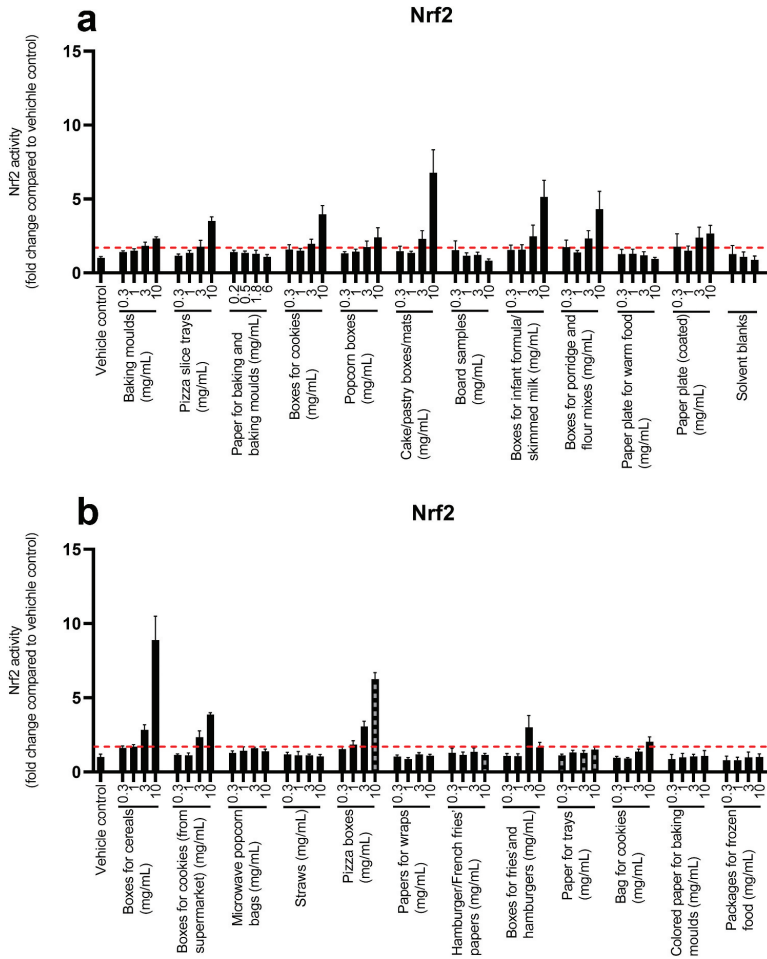 a
Nrf2
Nrf2 activity
(fold change compared to vehichle control)
15
10
5
0
Vehicle control
0.3 1 3 10
Baking moulds
(mg/mL)
0.3 1 3 10
Pizza slice trays
(mg/mL)
0.2 0.5 1.8 6
Paper for baking and
baking moulds (mg/mL)
0.3 1 3 10
Boxes for cookies
(mg/mL)
0.3 1 3 10
Popcorn boxes
(mg/mL)
0.3 1 3 10
Cake/pastry boxes/mats
(mg/mL)
0.3 1 3 10
Board samples
(mg/mL)
0.3 1 3 10
Boxes for infant formula/
skimmed milk (mg/mL)
0.3 1 3 10
Boxes for porridge and
flour mixes (mg/mL)
0.3 1 3 10
Paper plate for warm food
(mg/mL)
0.3 1 3 10
Paper plate (coated)
(mg/mL)
Solvent blanks
b
Nrf2
Nrf2 activity
(fold change compared to vehichle control)
15
10
5
0
Vehicle control
0.3 1 3 10
Boxes for cereals
(mg/mL)
0.3 1 3 10
Boxes for cookies (from
supermarket) (mg/mL)
0.3 1 3 10
Microwave popcorn
bags (mg/mL)
0.3 1 3 10
Straws (mg/mL)
0.3 1 3 10
Pizza boxes
(mg/mL)
0.3 1 3 10
Papers for wraps
(mg/mL)
0.3 1 3 10
Hamburger/French fries'
papers (mg/mL)
0.3 1 3 10
Boxes for fries'and
hamburgers (mg/mL)
0.3 1 3 10
Paper for trays
(mg/mL)
0.3 1 3 10
Bag for cookies
(mg/mL)
0.3 1 3 10
Colored paper for baking
moulds (mg/mL)
0.3 1 3 10
Packages for frozen
food (mg/mL)